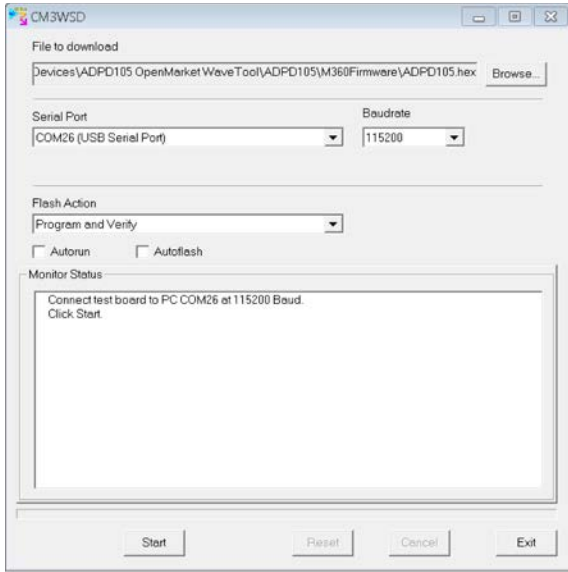 CM3WSD
File to download
Devices\ADPD105 OpenMarket WaveTool\ADPD105\M360Firmware\ADPD105.hex
Browse...
Serial Port
Baudrate
COM26 (USB Serial Port)
115200
Flash Action
Program and Verify
Autorun
Autoflash
Monitor Status
Connect test board to PC COM26 at 115200 Baud.
Click Start.
Start
Reset
Cancel
Exit